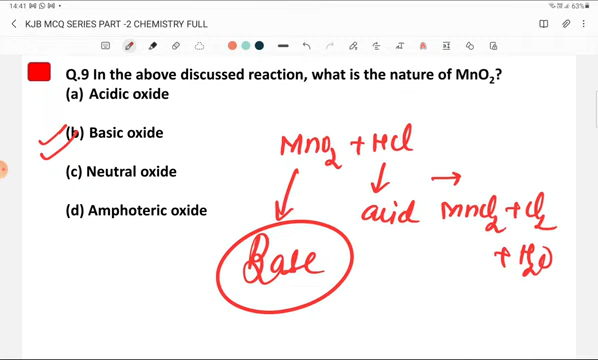 14:41
63%
KJB MCQ SERIES PART -2 CHEMISTRY FULL
Q.9 In the above discussed reaction, what is the nature of MnO₂?
(a) Acidic oxide
(b) Basic oxide
(c) Neutral oxide
(d) Amphoteric oxide
MnO₂ + HCl
→
acid MnCl₂ + Cl₂
+ H₂O
Base